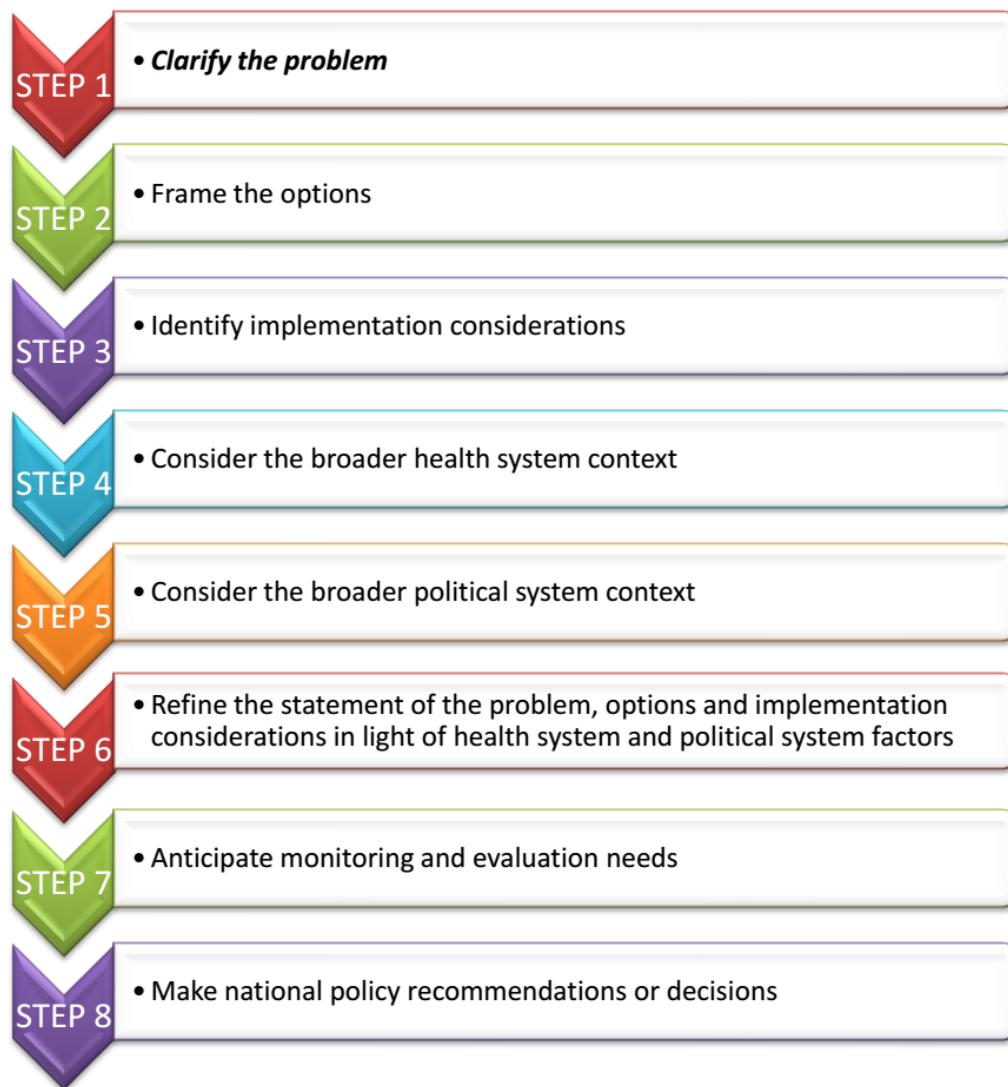 STEP 1
• Clarify the problem
STEP 2
• Frame the options
STEP 3
• Identify implementation considerations
STEP 4
• Consider the broader health system context
STEP 5
• Consider the broader political system context
STEP 6
• Refine the statement of the problem, options and implementation
considerations in light of health system and political system factors
STEP 7
• Anticipate monitoring and evaluation needs
STEP 8
• Make national policy recommendations or decisions